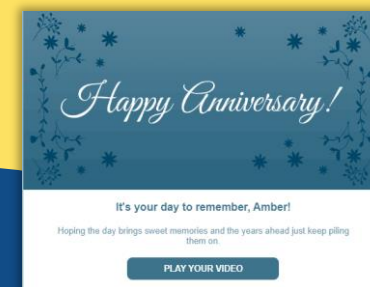 Happy Anniversary!
It's your day to remember, Amber!
Hoping the day brings sweet memories and the years ahead just keep piling
them on.
PLAY YOUR VIDEO